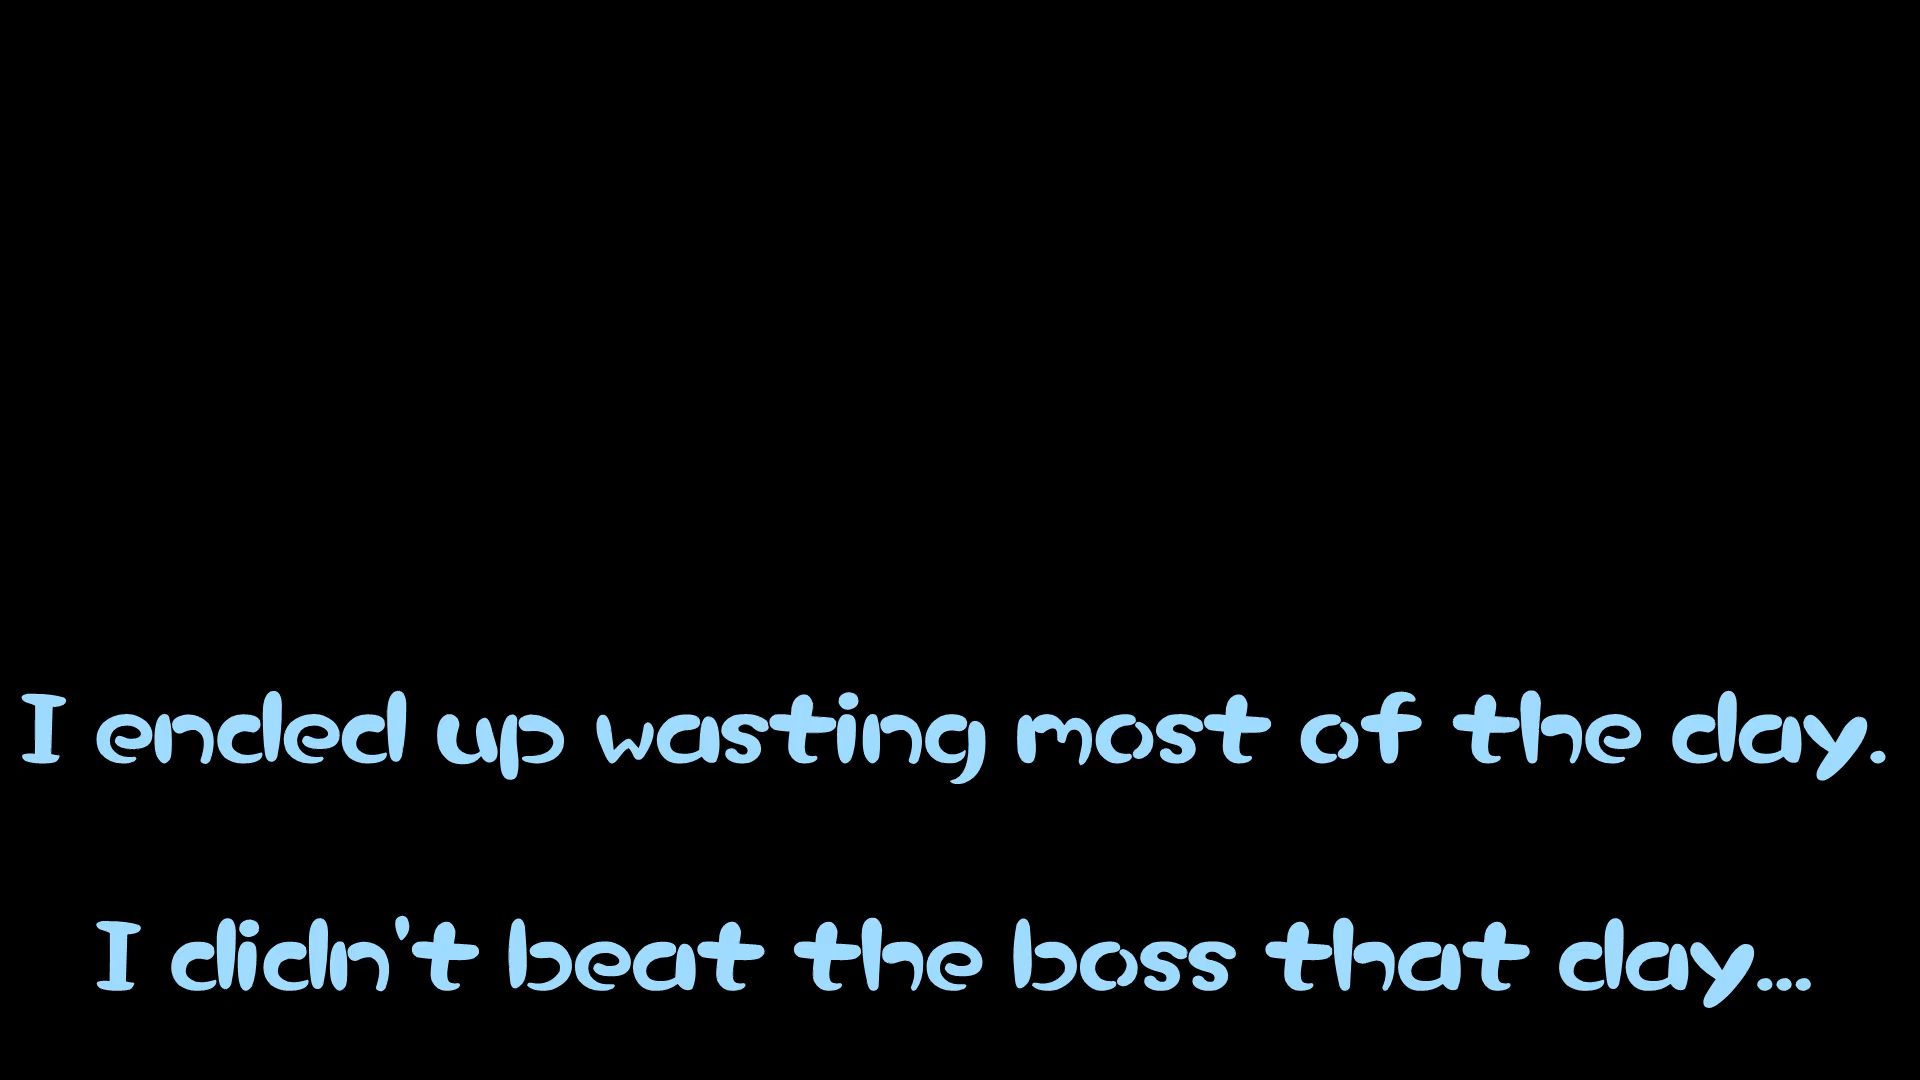 I ended up wasting most of the day.
I didn't beat the boss that day...